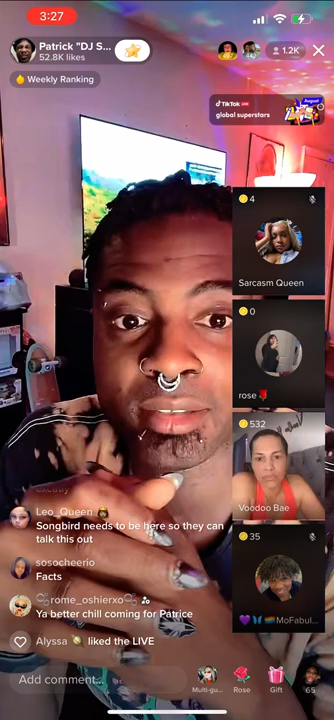 3:27
Patrick "DJ S...
52.8K likes
1.2K
Weekly Ranking
TikTok LIVE
August
global superstars
4
Sarcasm Queen
0
rose🌹
532
Voodoo Bae
35
💜🦋🏳️‍🌈MoFabul...
Leo_Queen
Songbird needs to be here so they can
talk this out
sosocheerio
Facts
rome_oshierxo
Ya better chill coming for Patrice
Alyssa liked the LIVE
Add comment...
Multi-gu...
Rose
Gift
65